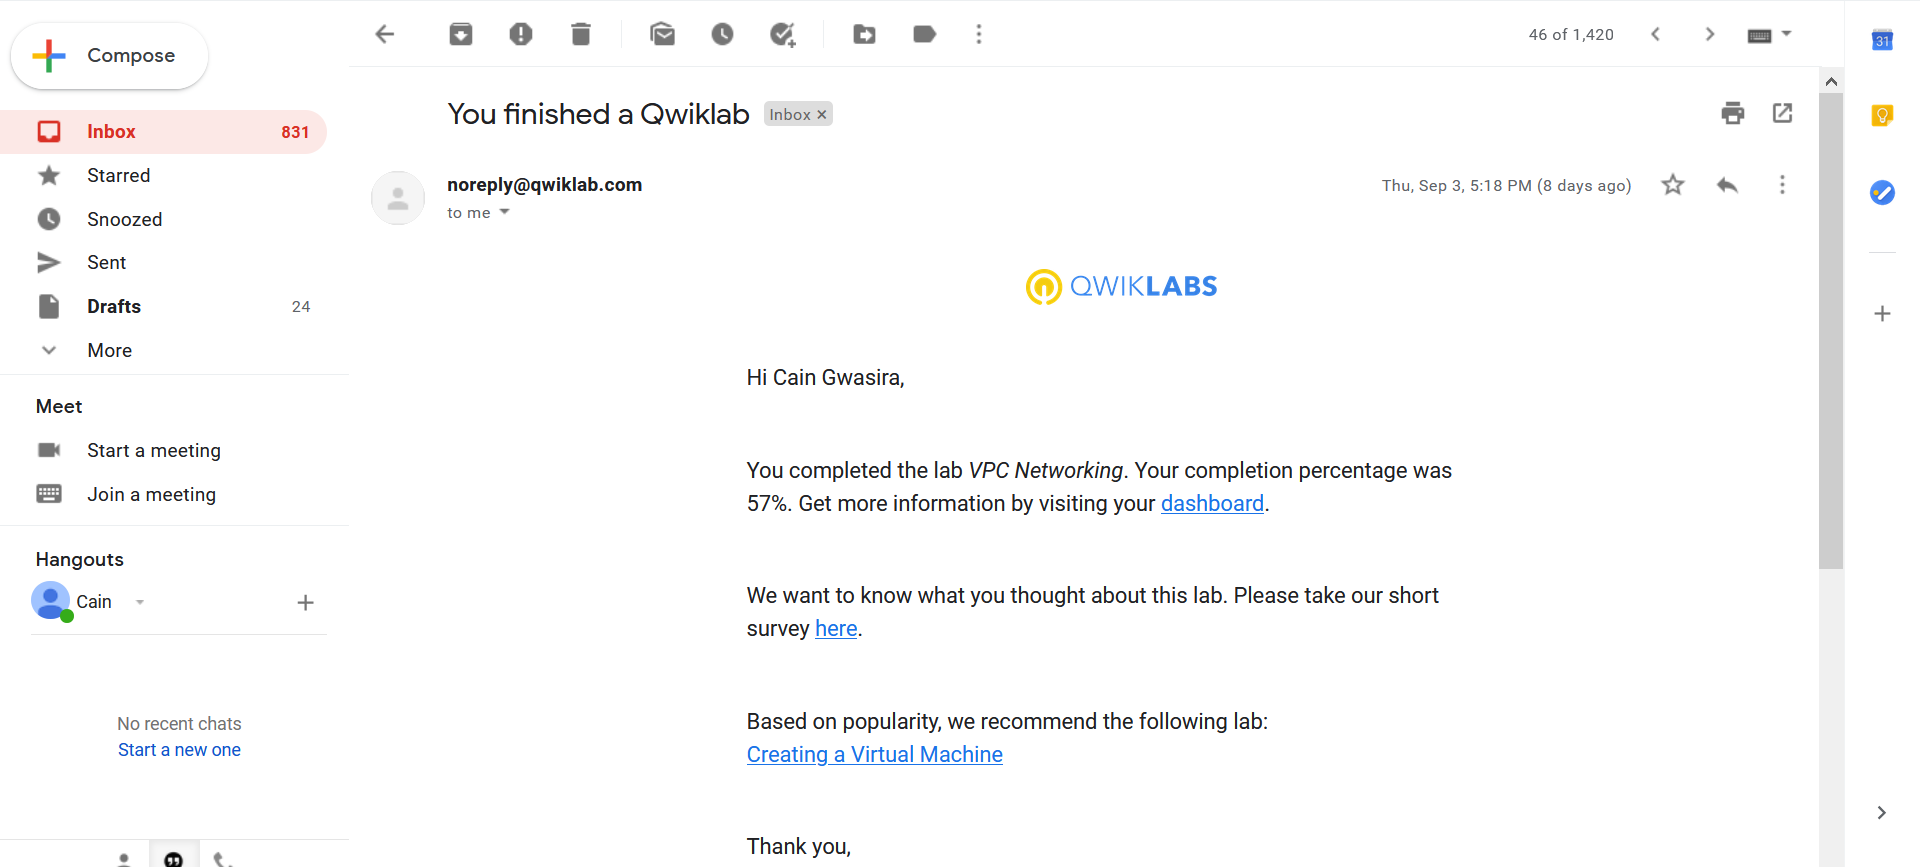 Compose
46 of 1,420
31
Inbox 831
Starred
Snoozed
Sent
Drafts 24
More
Meet
Start a meeting
Join a meeting
Hangouts
Cain
No recent chats
Start a new one
You finished a Qwiklab Inbox ×
noreply@qwiklab.com
Thu, Sep 3, 5:18 PM (8 days ago)
to me
QWIKLABS
Hi Cain Gwasira,
You completed the lab VPC Networking. Your completion percentage was
57%. Get more information by visiting your dashboard.
We want to know what you thought about this lab. Please take our short
survey here.
Based on popularity, we recommend the following lab:
Creating a Virtual Machine
Thank you,